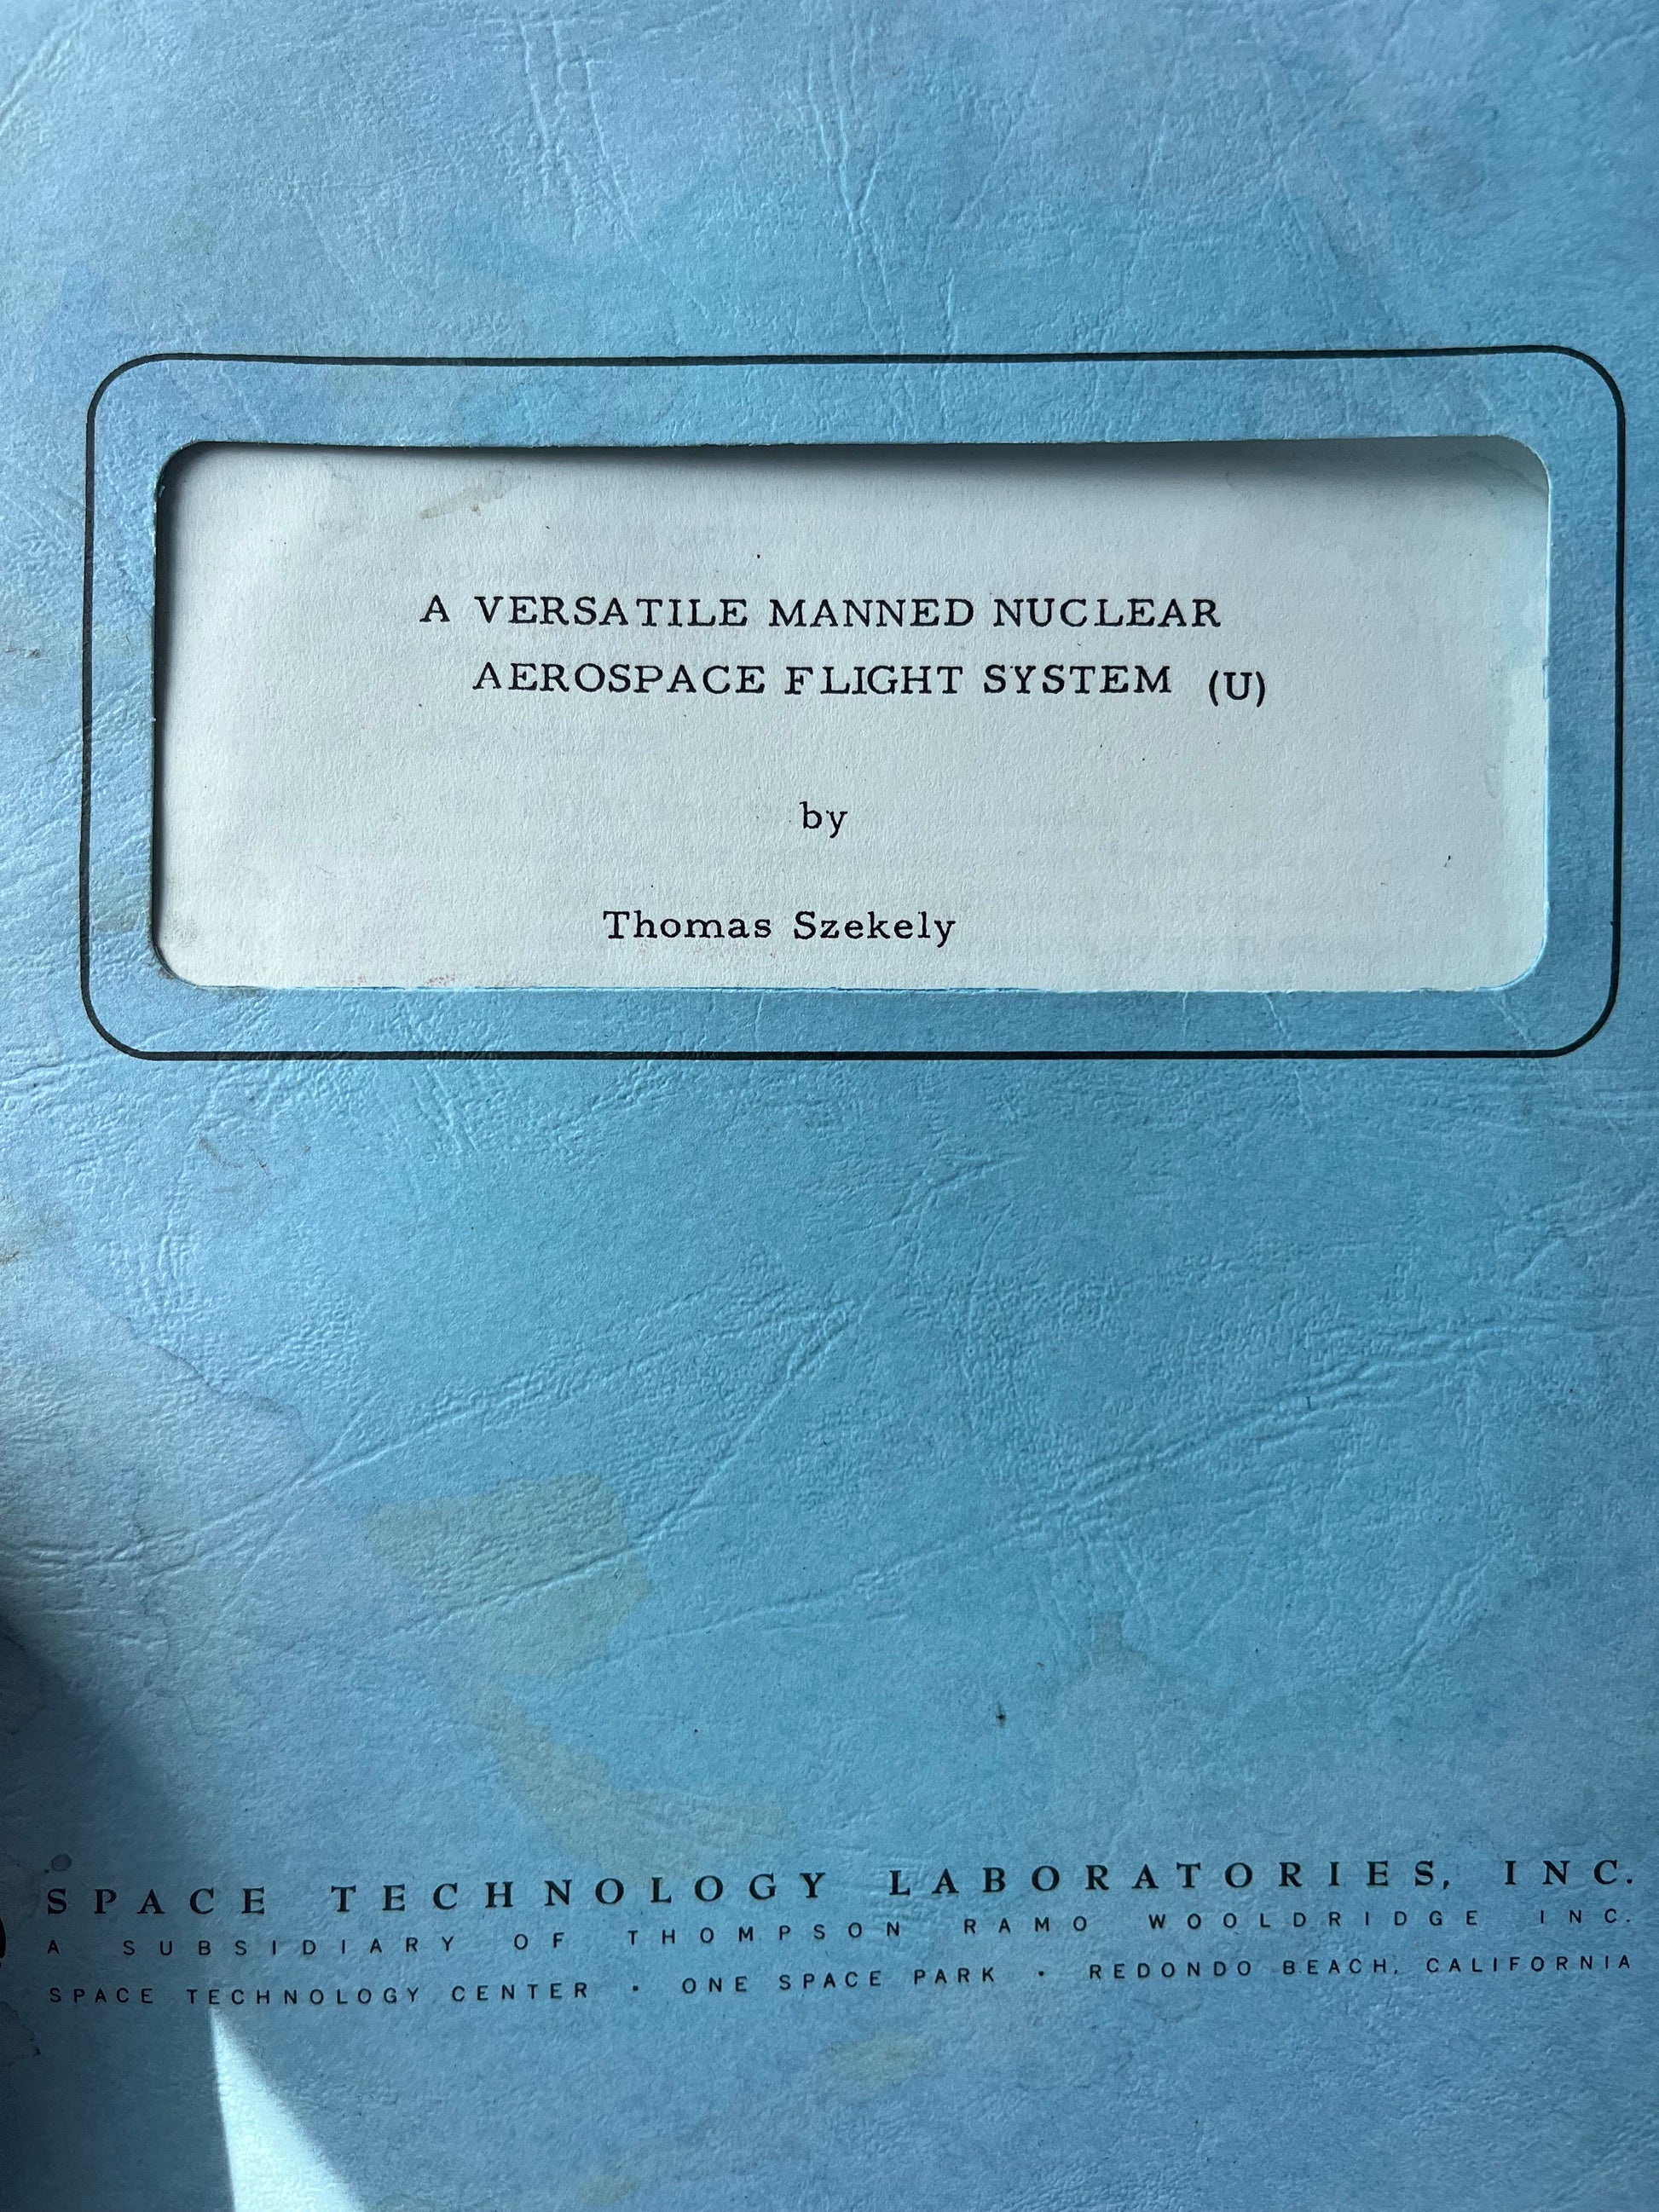 A VERSATILE MANNED NUCLEAR
AEROSPACE FLIGHT SYSTEM (U)
by
Thomas Szekely
SPACE TECHNOLOGY LABORATORIES, INC.
A SUBSIDIARY OF THOMPSON RAMO WOOLDRIDGE INC.
SPACE TECHNOLOGY CENTER • ONE SPACE PARK • REDONDO BEACH, CALIFORNIA